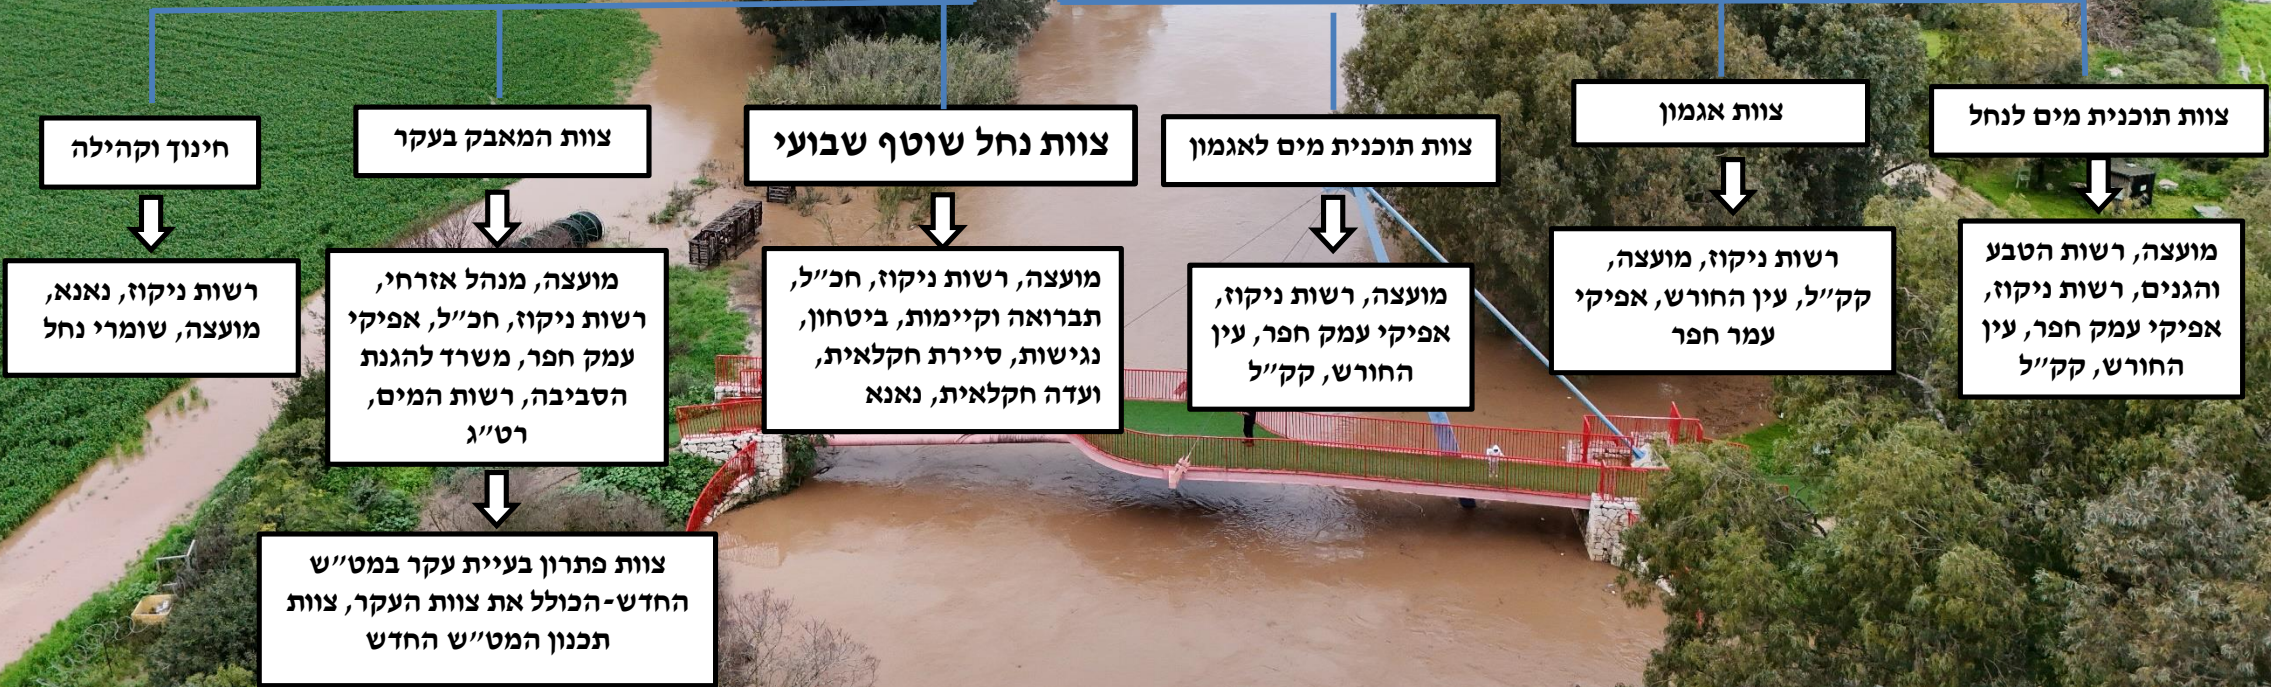 צוות תוכנית מים לנחל
מועצה, רשות הטבע
והגנים, רשות ניקוז,
אפיקי עמק חפר, עין
החורש, קק״ל
צוות אגמון
רשות ניקוז, מועצה,
קק״ל, עין החורש, אפיקי
עמר חפר
צוות תוכנית מים לאגמון
מועצה, רשות ניקוז,
אפיקי עמק חפר, עין
החורש, קק״ל
צוות נחל שוטף שבועי
מועצה, רשות ניקוז, חכ״ל,
תברואה וקיימות, ביטחון,
נגישות, סיירת חקלאית,
ועדה חקלאית, נאנא
צוות המאבק בעקר
מועצה, מנהל אזרחי,
רשות ניקוז, חכ״ל, אפיקי
עמק חפר, משרד להגנת
הסביבה, רשות המים,
רט״ג
צוות פתרון בעיית עקר במט״ש
החדש-הכולל את צוות העקר, צוות
תכנון המט״ש החדש
חינוך וקהילה
רשות ניקוז, נאנא,
מועצה, שומרי נחל